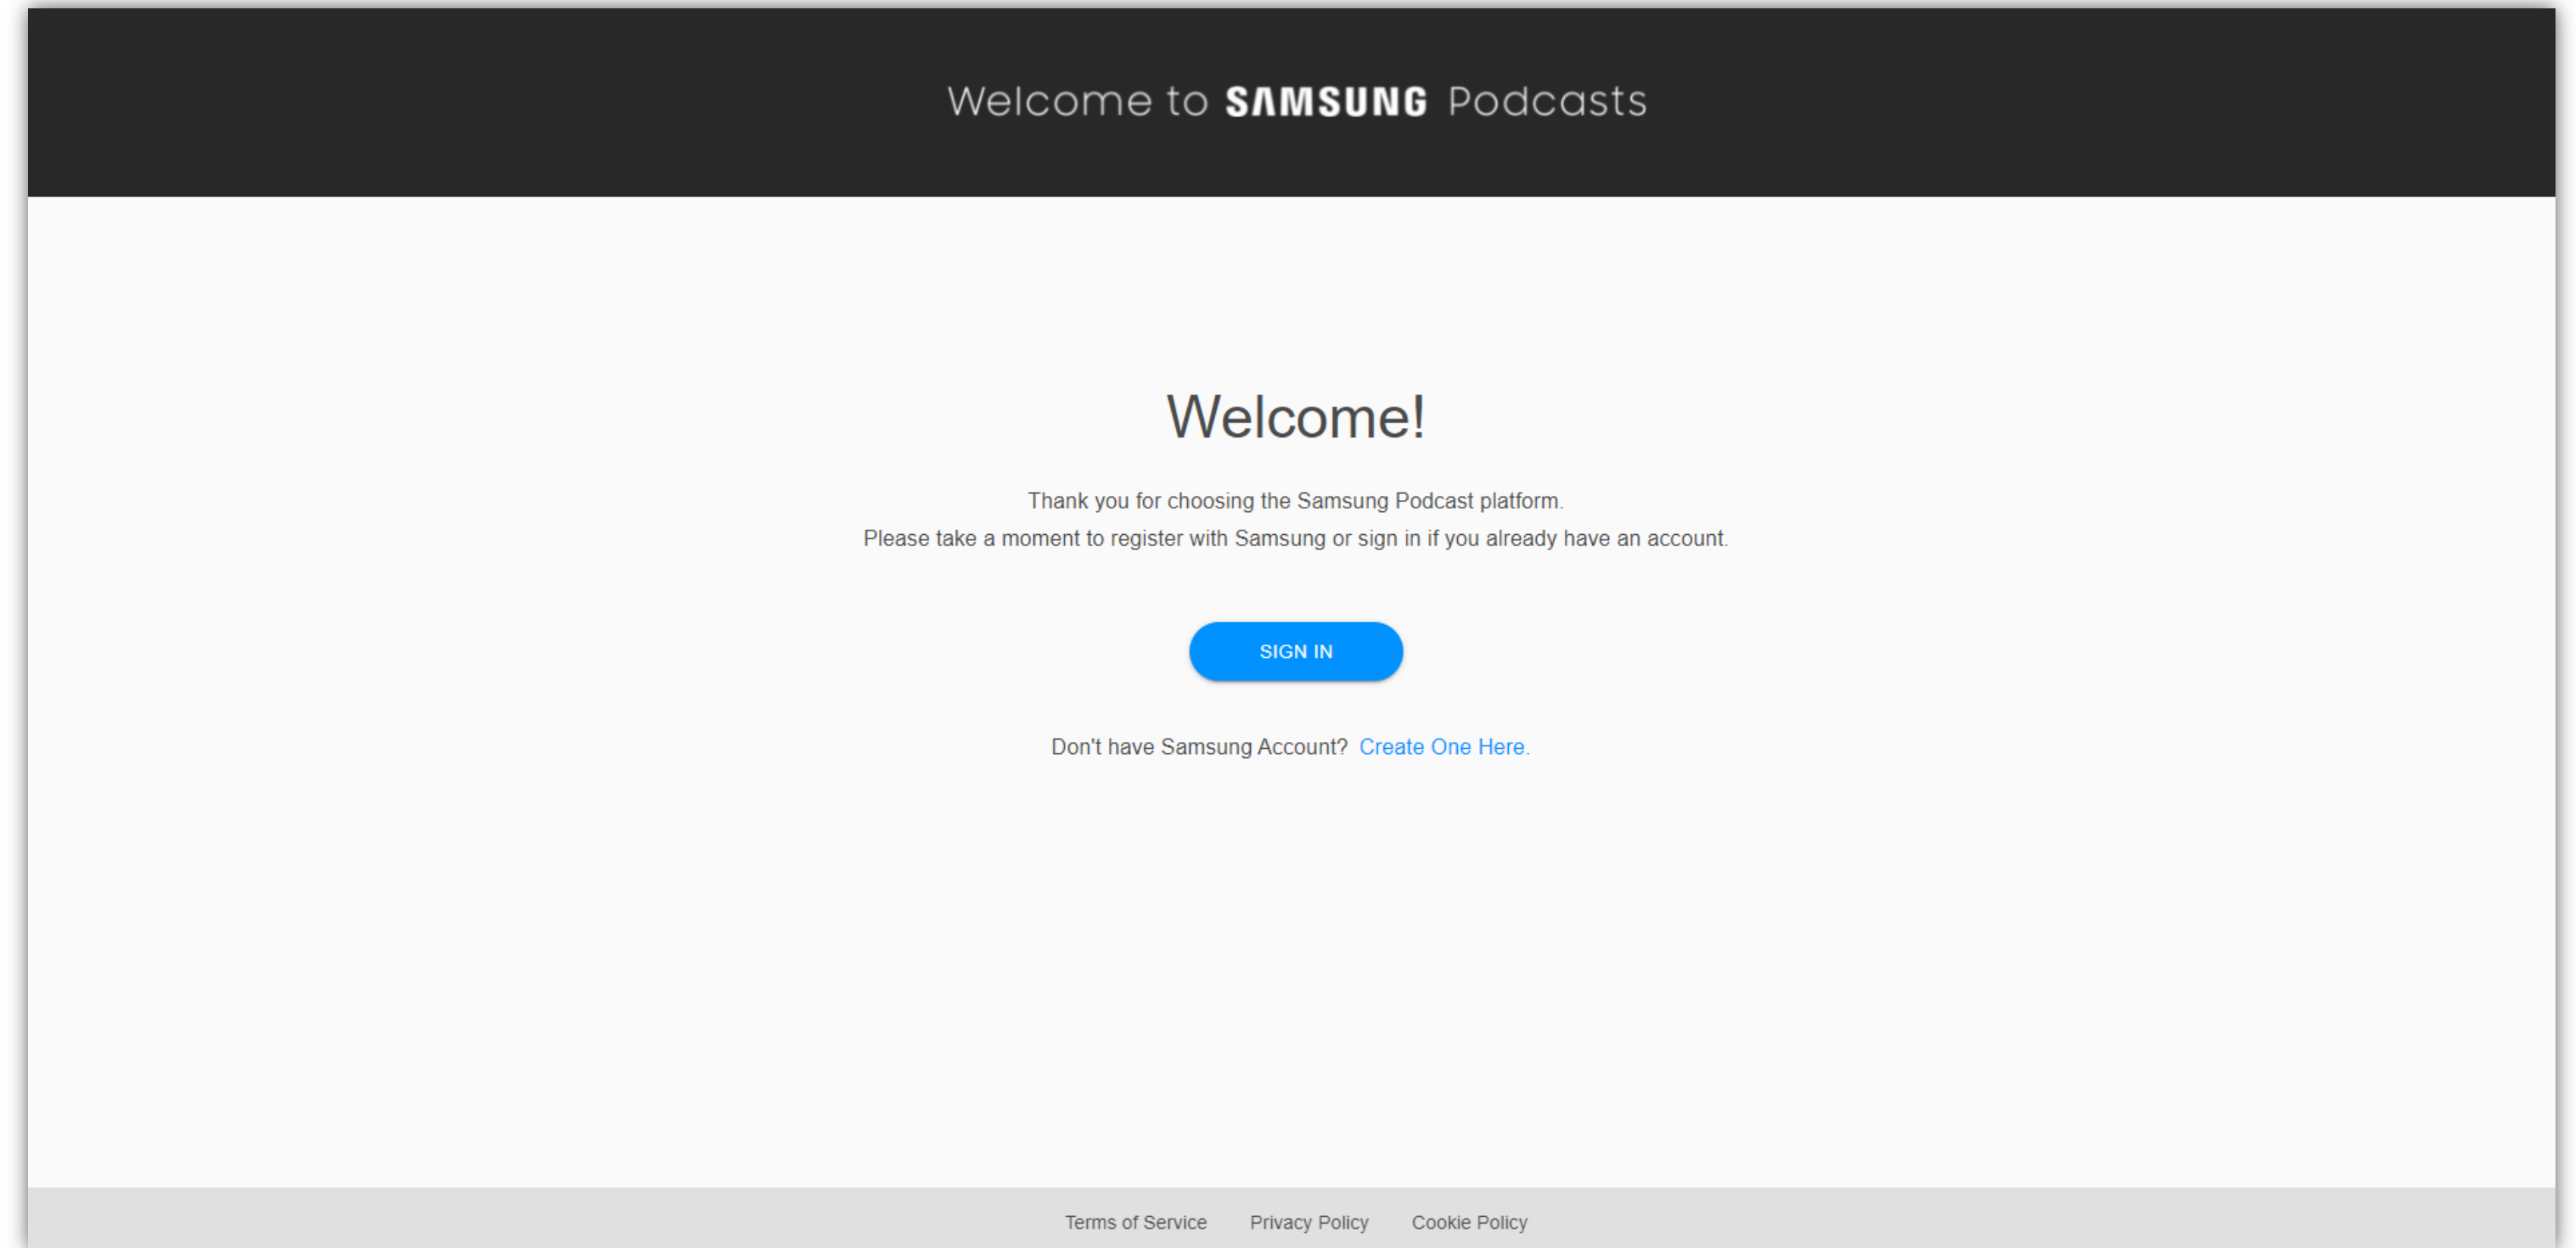 Welcome to SAMSUNG Podcasts
Welcome!
Thank you for choosing the Samsung Podcast platform.
Please take a moment to register with Samsung or sign in if you already have an account.
SIGN IN
Don't have Samsung Account? Create One Here.
Terms of Service Privacy Policy Cookie Policy